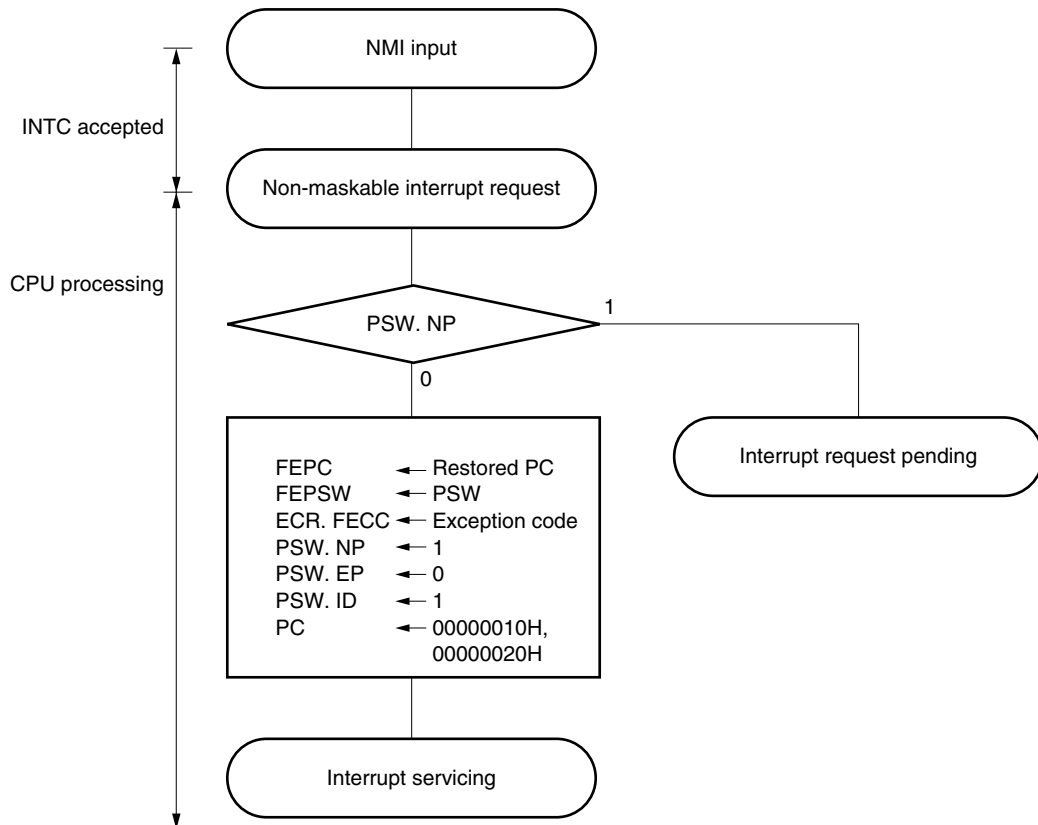 NMI input
INTC accepted
Non-maskable interrupt request
CPU processing
PSW. NP
1
0
FEPC ← Restored PC
FEPSW ← PSW
ECR. FECC ← Exception code
PSW. NP ← 1
PSW. EP ← 0
PSW. ID ← 1
PC ← 00000010H,
00000020H
Interrupt request pending
Interrupt servicing